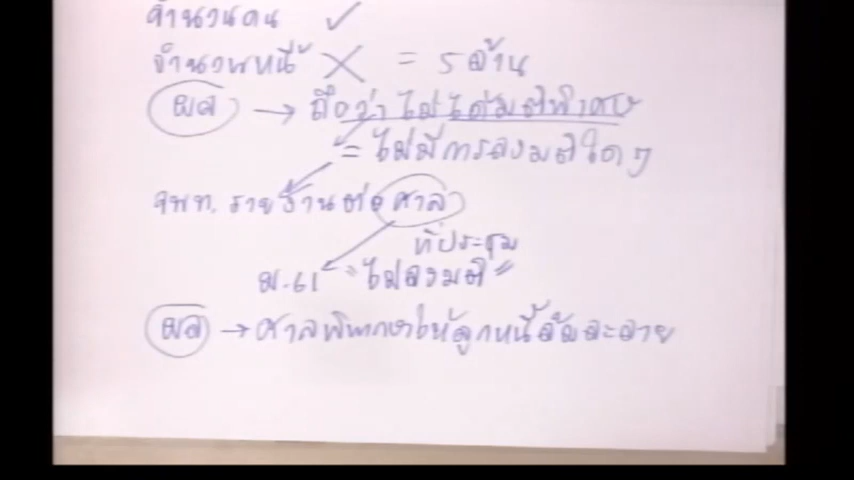 จำนวนคน ✓
จำนวนหนี้ X = 5 ล้าน
ผล → ถือว่าไม่ได้มติพิเศษ
= ไม่มีการลงมติใดๆ
จพท. รายงานต่อศาล
ที่ประชุม
ม.61 "ไม่ลงมติ"
ผล → ศาลพิพากษาให้ลูกหนี้ล้มละลาย